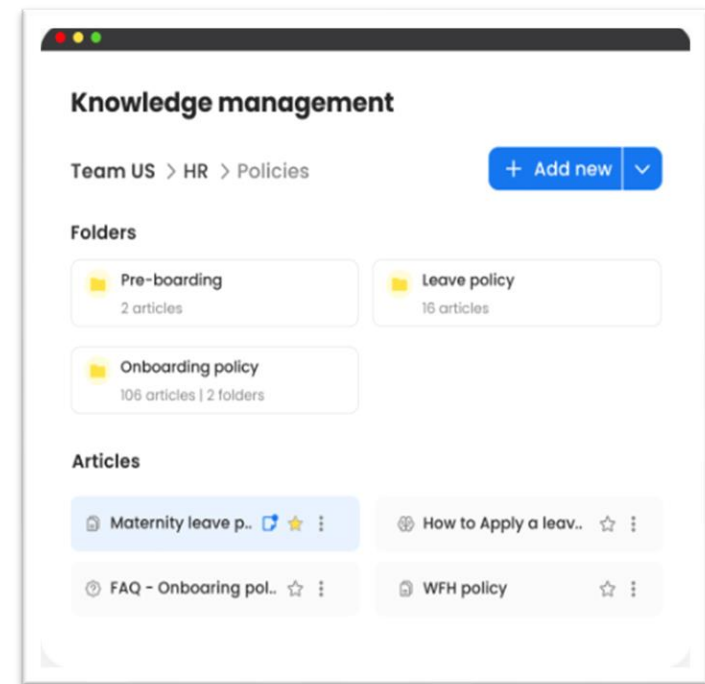 Knowledge management
Team US > HR > Policies
+ Add new
Folders
Pre-boarding
2 articles
Leave policy
16 articles
Onboarding policy
106 articles | 2 folders
Articles
Maternity leave p..
How to Apply a leav..
FAQ - Onboaring pol..
WFH policy